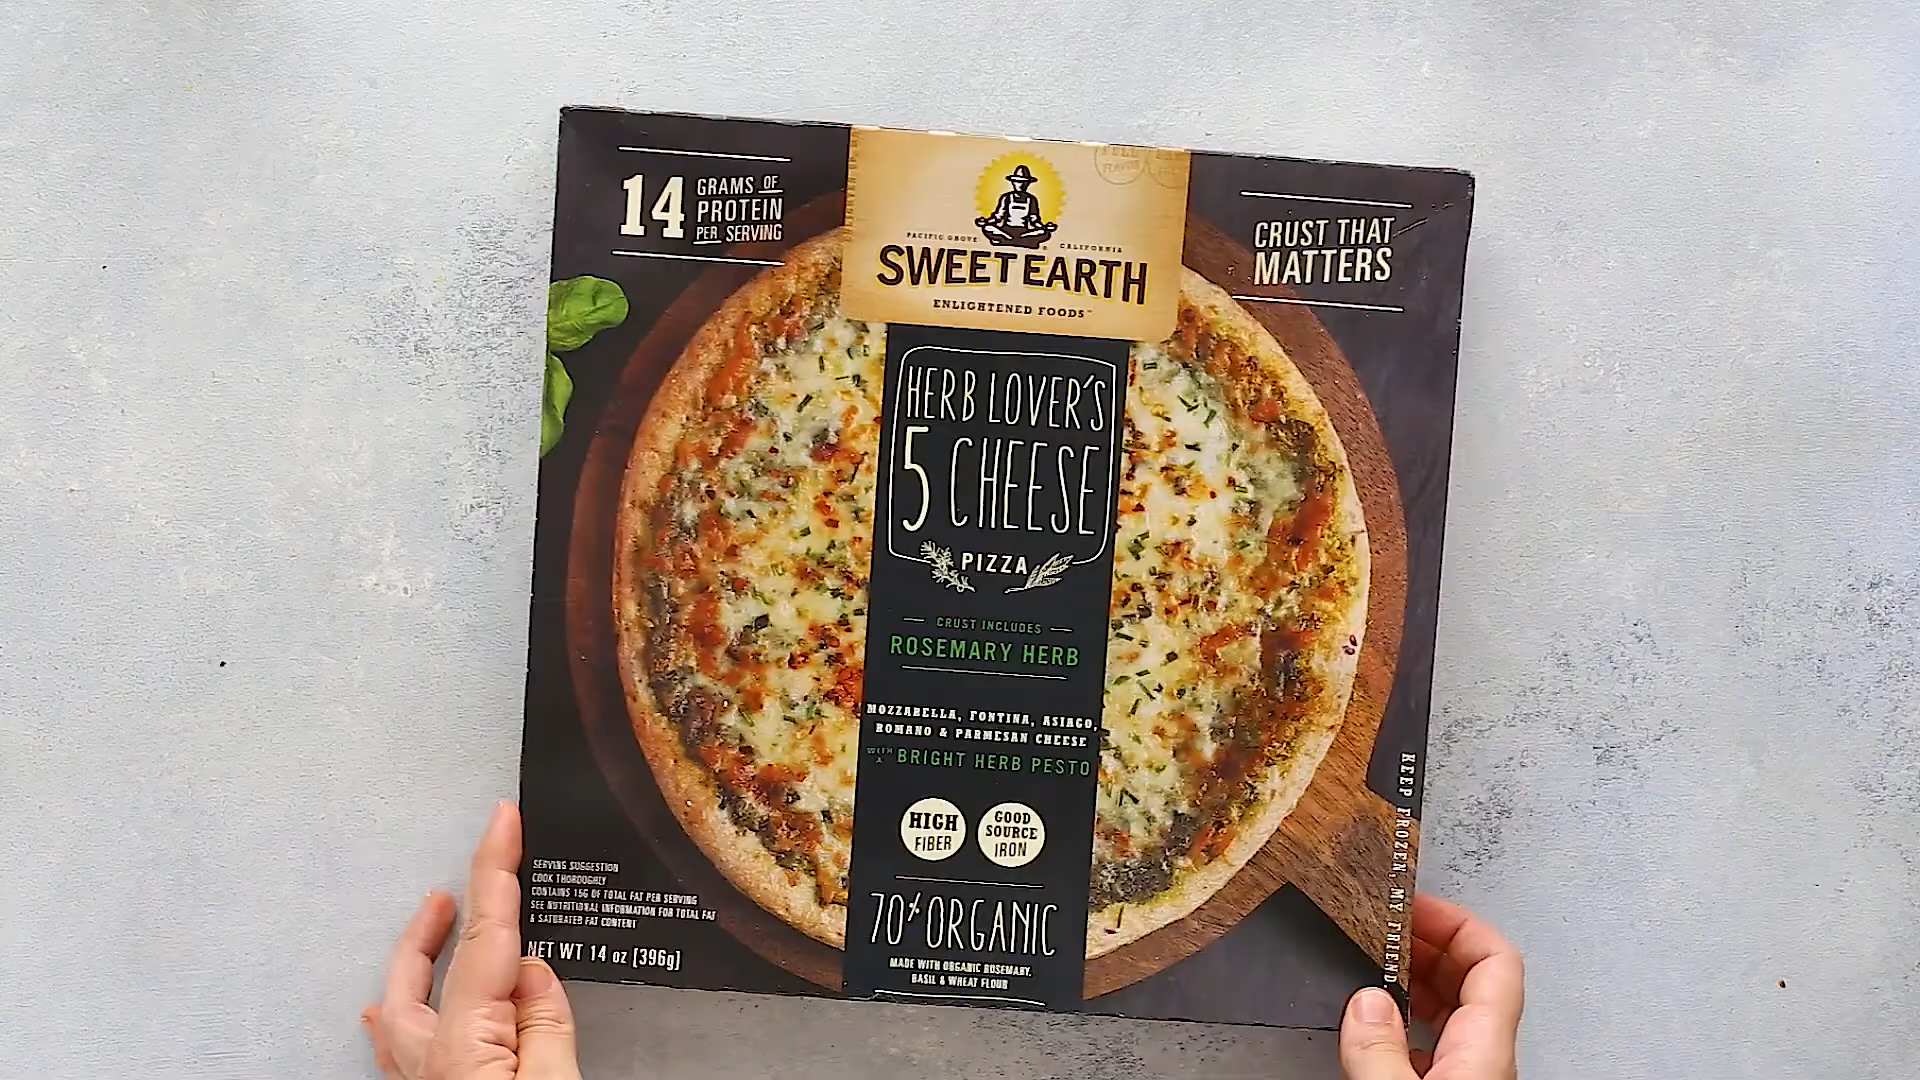 14 GRAMS OF
PROTEIN
PER SERVING
FULL
FLAVOR
PACIFIC GROVE CALIFORNIA
SWEET EARTH
ENLIGHTENED FOODS™
CRUST THAT
MATTERS
HERB LOVER'S
5 CHEESE
PIZZA
CRUST INCLUDES
ROSEMARY HERB
MOZZARELLA, FONTINA, ASIAGO,
ROMANO & PARMESAN CHEESE
WITH A BRIGHT HERB PESTO
HIGH
FIBER
GOOD
SOURCE
IRON
70% ORGANIC
MADE WITH ORGANIC ROSEMARY,
BASIL & WHEAT FLOUR
SERVING SUGGESTION
COOK THOROUGHLY
CONTAINS 15G OF TOTAL FAT PER SERVING
SEE NUTRITIONAL INFORMATION FOR TOTAL FAT
& SATURATED FAT CONTENT
NET WT 14 oz [396g]
KEEP FROZEN, MY FRIEND.